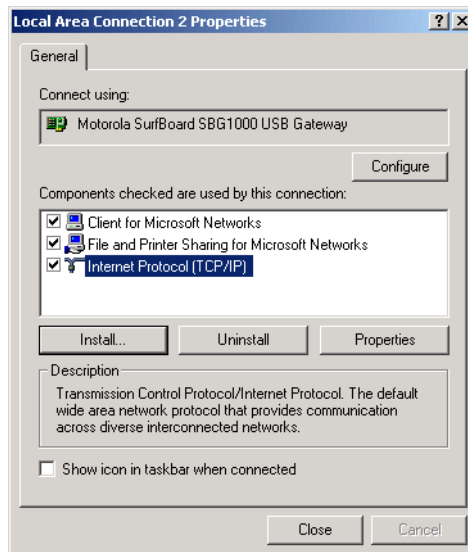 Local Area Connection 2 Properties
General
Connect using:
Motorola SurfBoard SBG1000 USB Gateway
Configure
Components checked are used by this connection:
Client for Microsoft Networks
File and Printer Sharing for Microsoft Networks
Internet Protocol (TCP/IP)
Install...
Uninstall
Properties
Description
Transmission Control Protocol/Internet Protocol. The default
wide area network protocol that provides communication
across diverse interconnected networks.
Show icon in taskbar when connected
Close
Cancel